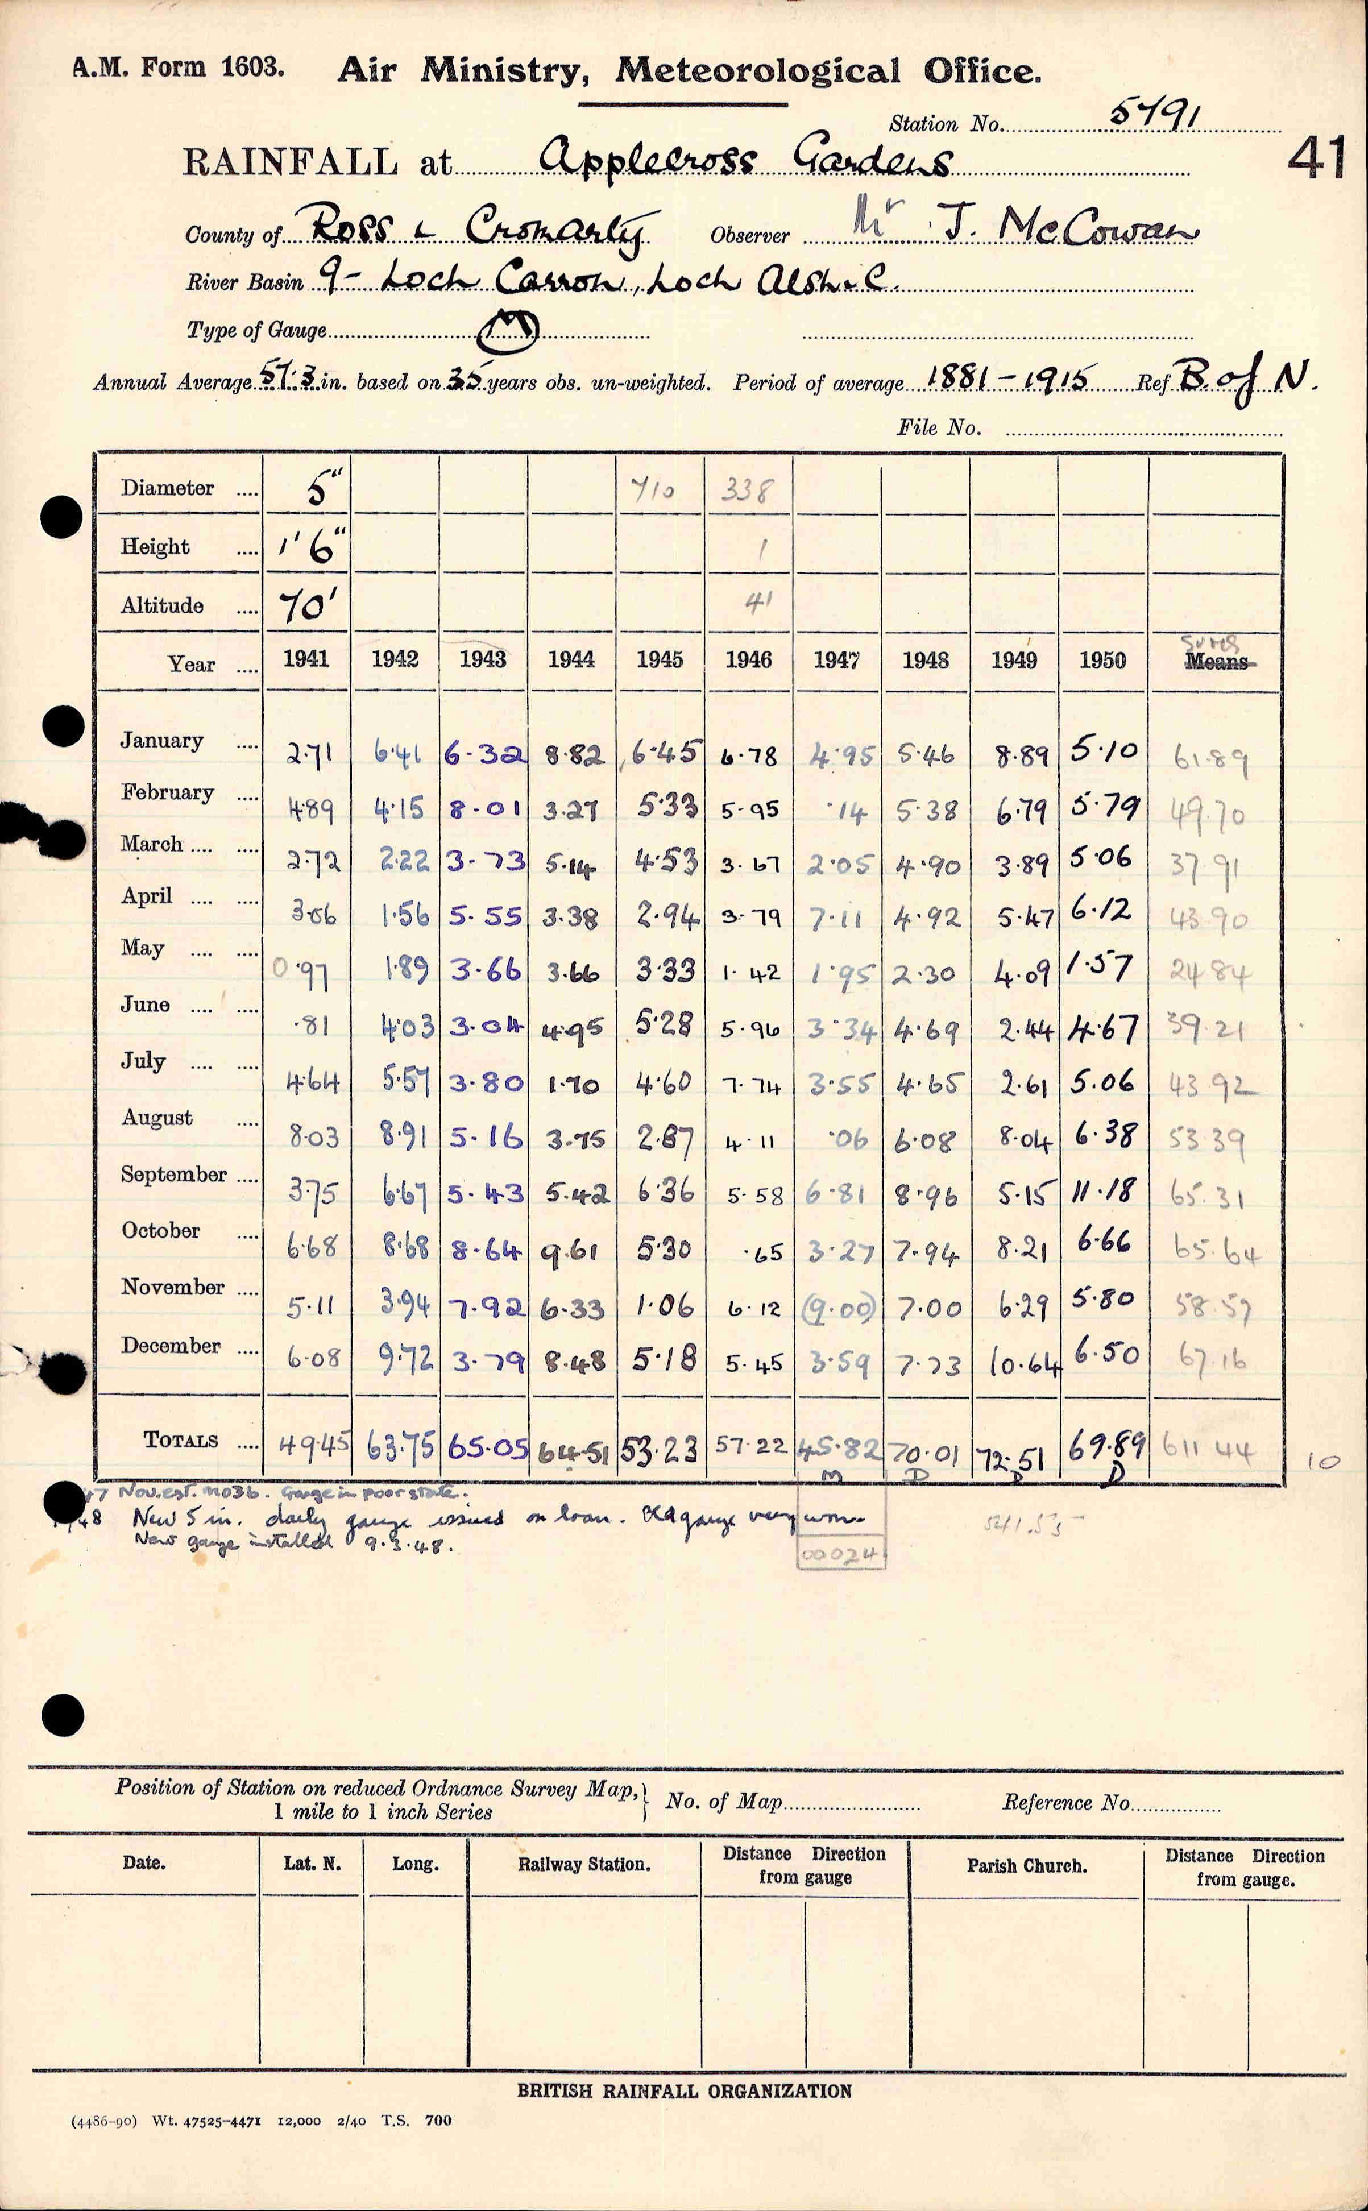 A.M. Form 1603. Air Ministry, Meteorological Office.
Station No. 5791
41
RAINFALL at Applecross Gardens
County of Ross & Cromarty Observer Mr J. McCowan
River Basin 9- Loch Carron, Loch Alsh &c.
Type of Gauge M
Annual Average 57.3 in. based on 35 years obs. un-weighted. Period of average 1881-1915 Ref B. of N.
File No.
Diameter .... 5" 710 338
Height .... 1' 6" 1
Altitude .... 70' 41
Sums
Year .... 1941 1942 1943 1944 1945 1946 1947 1948 1949 1950 Means
January .... 2.71 6.41 6.32 8.82 6.45 6.78 4.95 5.46 8.89 5.10 61.89
February .... 4.89 4.15 8.01 3.27 5.33 5.95 .14 5.38 6.79 5.79 49.70
March .... .... 2.72 2.22 3.73 5.14 4.53 3.67 2.05 4.90 3.89 5.06 37.91
April .... .... 3.06 1.56 5.55 3.38 2.94 3.79 7.11 4.92 5.47 6.12 43.90
May .... .... 0.97 1.89 3.66 3.66 3.33 1.42 1.95 2.30 4.09 1.57 24.84
June .... .... .81 4.03 3.04 4.95 5.28 5.96 3.34 4.69 2.44 4.67 39.21
July .... .... 4.64 5.57 3.80 1.70 4.60 7.74 3.55 4.65 2.61 5.06 43.92
August .... 8.03 8.91 5.16 3.75 2.87 4.11 .06 6.08 8.04 6.38 53.39
September .... 3.75 6.67 5.43 5.42 6.36 5.58 6.81 8.96 5.15 11.18 65.31
October .... 6.68 8.68 8.64 9.61 5.30 .65 3.27 7.94 8.21 6.66 65.64
November .... 5.11 3.94 7.92 6.33 1.06 6.12 (9.00) 7.00 6.29 5.80 58.57
December .... 6.08 9.72 3.79 8.48 5.18 5.45 3.59 7.73 10.64 6.50 67.16
TOTALS .... 49.45 63.75 65.05 64.51 53.23 57.22 45.82 70.01 72.51 69.89 611.44 10
M D D D
47 Nov. est. MO3b. Gauge in poor state.
48 New 5 in. daily gauge issued on loan. Old gauge very worn
New gauge installed 9.3.48.
541.55
00024
Position of Station on reduced Ordnance Survey Map, 1 mile to 1 inch Series } No. of Map Reference No.
Date. Lat. N. Long. Railway Station. Distance Direction from gauge Parish Church. Distance Direction from gauge.
BRITISH RAINFALL ORGANIZATION
(4486-90) Wt. 47525-4471 12,000 2/40 T.S. 700